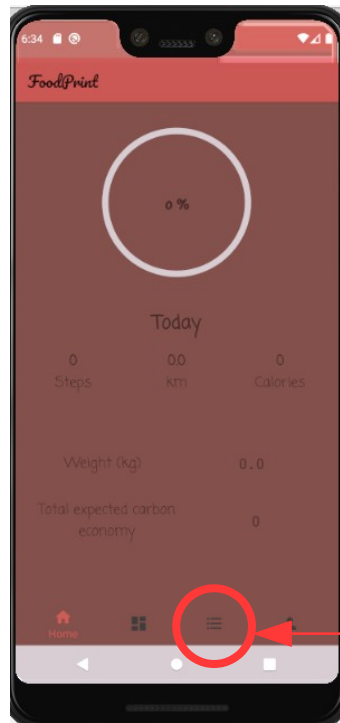 6:34
FoodPrint
0 %
Today
0 0.0 0
Steps km Calories
Weight (kg) 0.0
Total expected carbon
economy 0
Home